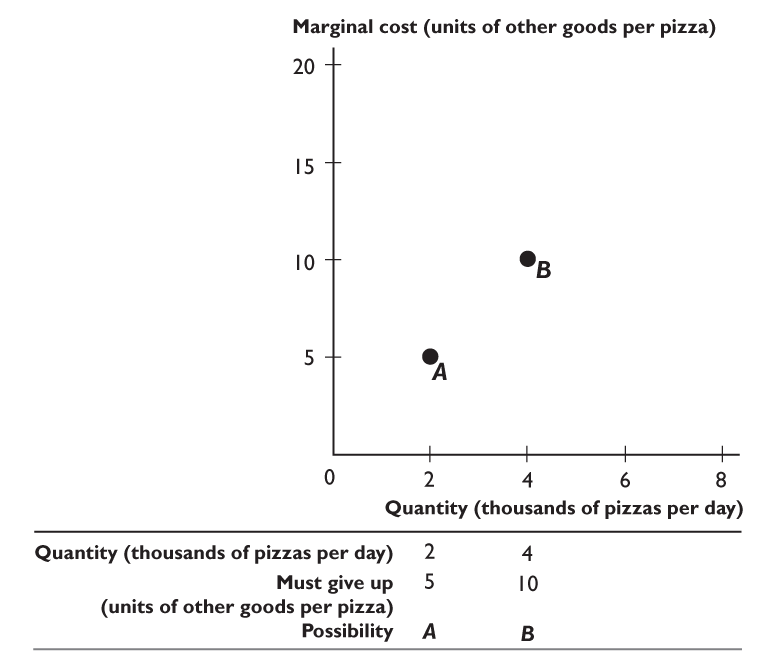 Marginal cost (units of other goods per pizza)
20
15
10
B
5
A
0 2 4 6 8
Quantity (thousands of pizzas per day)
Quantity (thousands of pizzas per day) 2 4
Must give up 5 10
(units of other goods per pizza)
Possibility A B